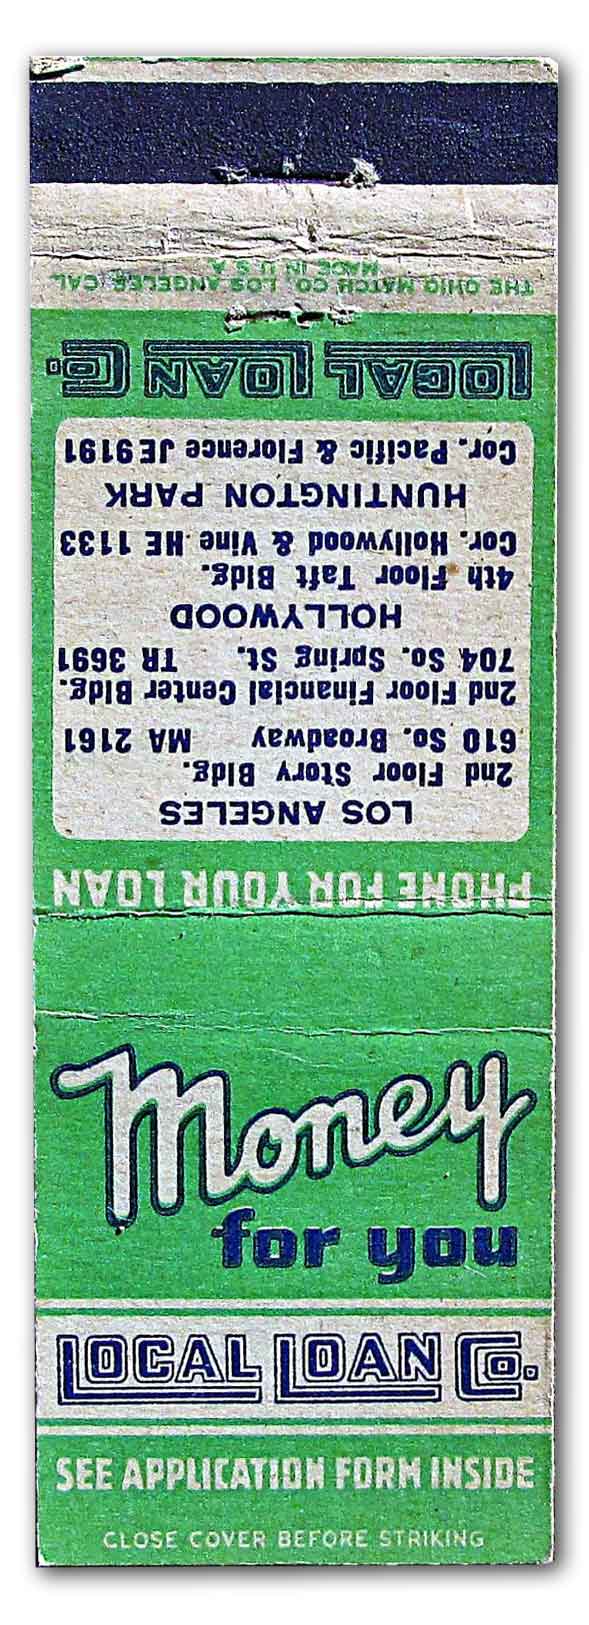 Money
for you
LOCAL LOAN CO.
SEE APPLICATION FORM INSIDE
CLOSE COVER BEFORE STRIKING
PHONE FOR YOUR LOAN
LOS ANGELES
2nd Floor Story Bldg.
610 So. Broadway MA 2161
2nd Floor Financial Center Bldg.
704 So. Spring St. TR 3691
HOLLYWOOD
4th Floor Taft Bldg.
Cor. Hollywood & Vine HE 1133
HUNTINGTON PARK
Cor. Pacific & Florence JE 9191
LOCAL LOAN CO.
THE OHIO MATCH CO. LOS ANGELES, CAL.
MADE IN U.S.A.